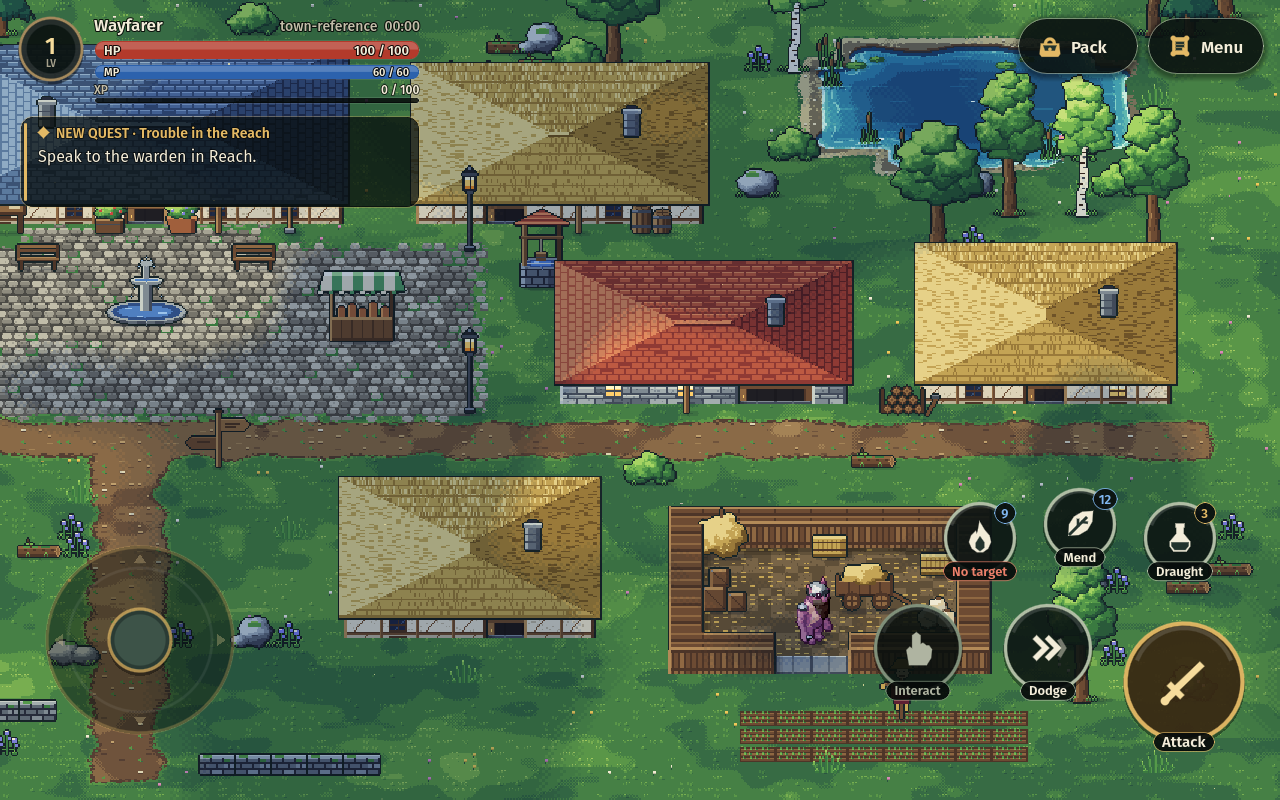 Wayfarer
town-reference 00:00
1
LV
HP 100 / 100
MP 60 / 60
XP 0 / 100
NEW QUEST · Trouble in the Reach
Speak to the warden in Reach.
Pack
Menu
9
No target
12
Mend
3
Draught
Interact
Dodge
Attack